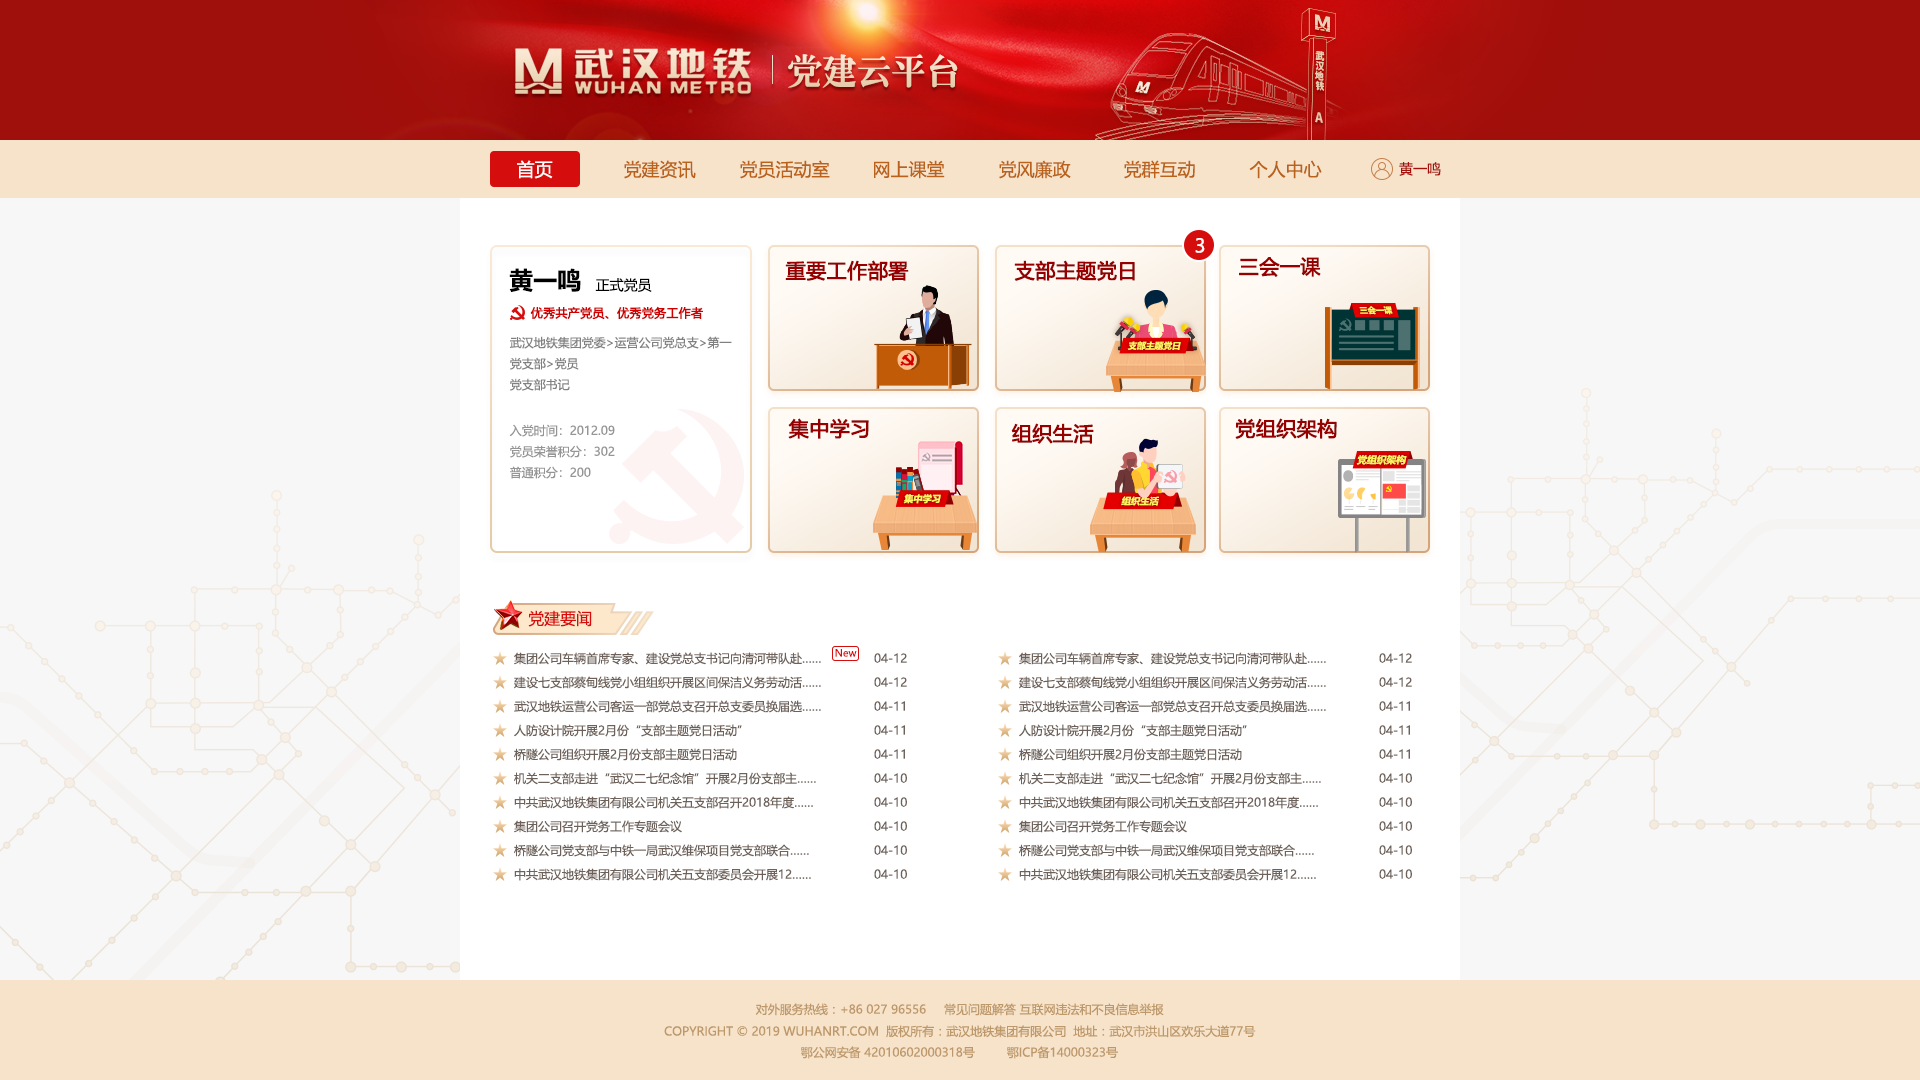 武汉地铁 WUHAN METRO 党建云平台
M
武汉地铁
A
首页 党建资讯 党员活动室 网上课堂 党风廉政 党群互动 个人中心 黄一鸣
黄一鸣 正式党员
优秀共产党员、优秀党务工作者
武汉地铁集团党委>运营公司党总支>第一
党支部>党员
党支部书记
入党时间：2012.09
党员荣誉积分：302
普通积分：200
重要工作部署
支部主题党日
3
支部主题党日
三会一课
三会一课
集中学习
集中学习
组织生活
组织生活
党组织架构
党组织架构
党建要闻
集团公司车辆首席专家、建设党总支书记向清河带队赴...... New 04-12
建设七支部蔡甸线党小组组织开展区间保洁义务劳动活...... 04-12
武汉地铁运营公司客运一部党总支召开总支委员换届选...... 04-11
人防设计院开展2月份“支部主题党日活动” 04-11
桥隧公司组织开展2月份支部主题党日活动 04-11
机关二支部走进“武汉二七纪念馆”开展2月份支部主...... 04-10
中共武汉地铁集团有限公司机关五支部召开2018年度...... 04-10
集团公司召开党务工作专题会议 04-10
桥隧公司党支部与中铁一局武汉维保项目党支部联合...... 04-10
中共武汉地铁集团有限公司机关五支部委员会开展12...... 04-10
集团公司车辆首席专家、建设党总支书记向清河带队赴...... 04-12
建设七支部蔡甸线党小组组织开展区间保洁义务劳动活...... 04-12
武汉地铁运营公司客运一部党总支召开总支委员换届选...... 04-11
人防设计院开展2月份“支部主题党日活动” 04-11
桥隧公司组织开展2月份支部主题党日活动 04-11
机关二支部走进“武汉二七纪念馆”开展2月份支部主...... 04-10
中共武汉地铁集团有限公司机关五支部召开2018年度...... 04-10
集团公司召开党务工作专题会议 04-10
桥隧公司党支部与中铁一局武汉维保项目党支部联合...... 04-10
中共武汉地铁集团有限公司机关五支部委员会开展12...... 04-10
对外服务热线：+86 027 96556 常见问题解答 互联网违法和不良信息举报
COPYRIGHT © 2019 WUHANRT.COM 版权所有：武汉地铁集团有限公司 地址：武汉市洪山区欢乐大道77号
鄂公网安备 42010602000318号 鄂ICP备14000323号